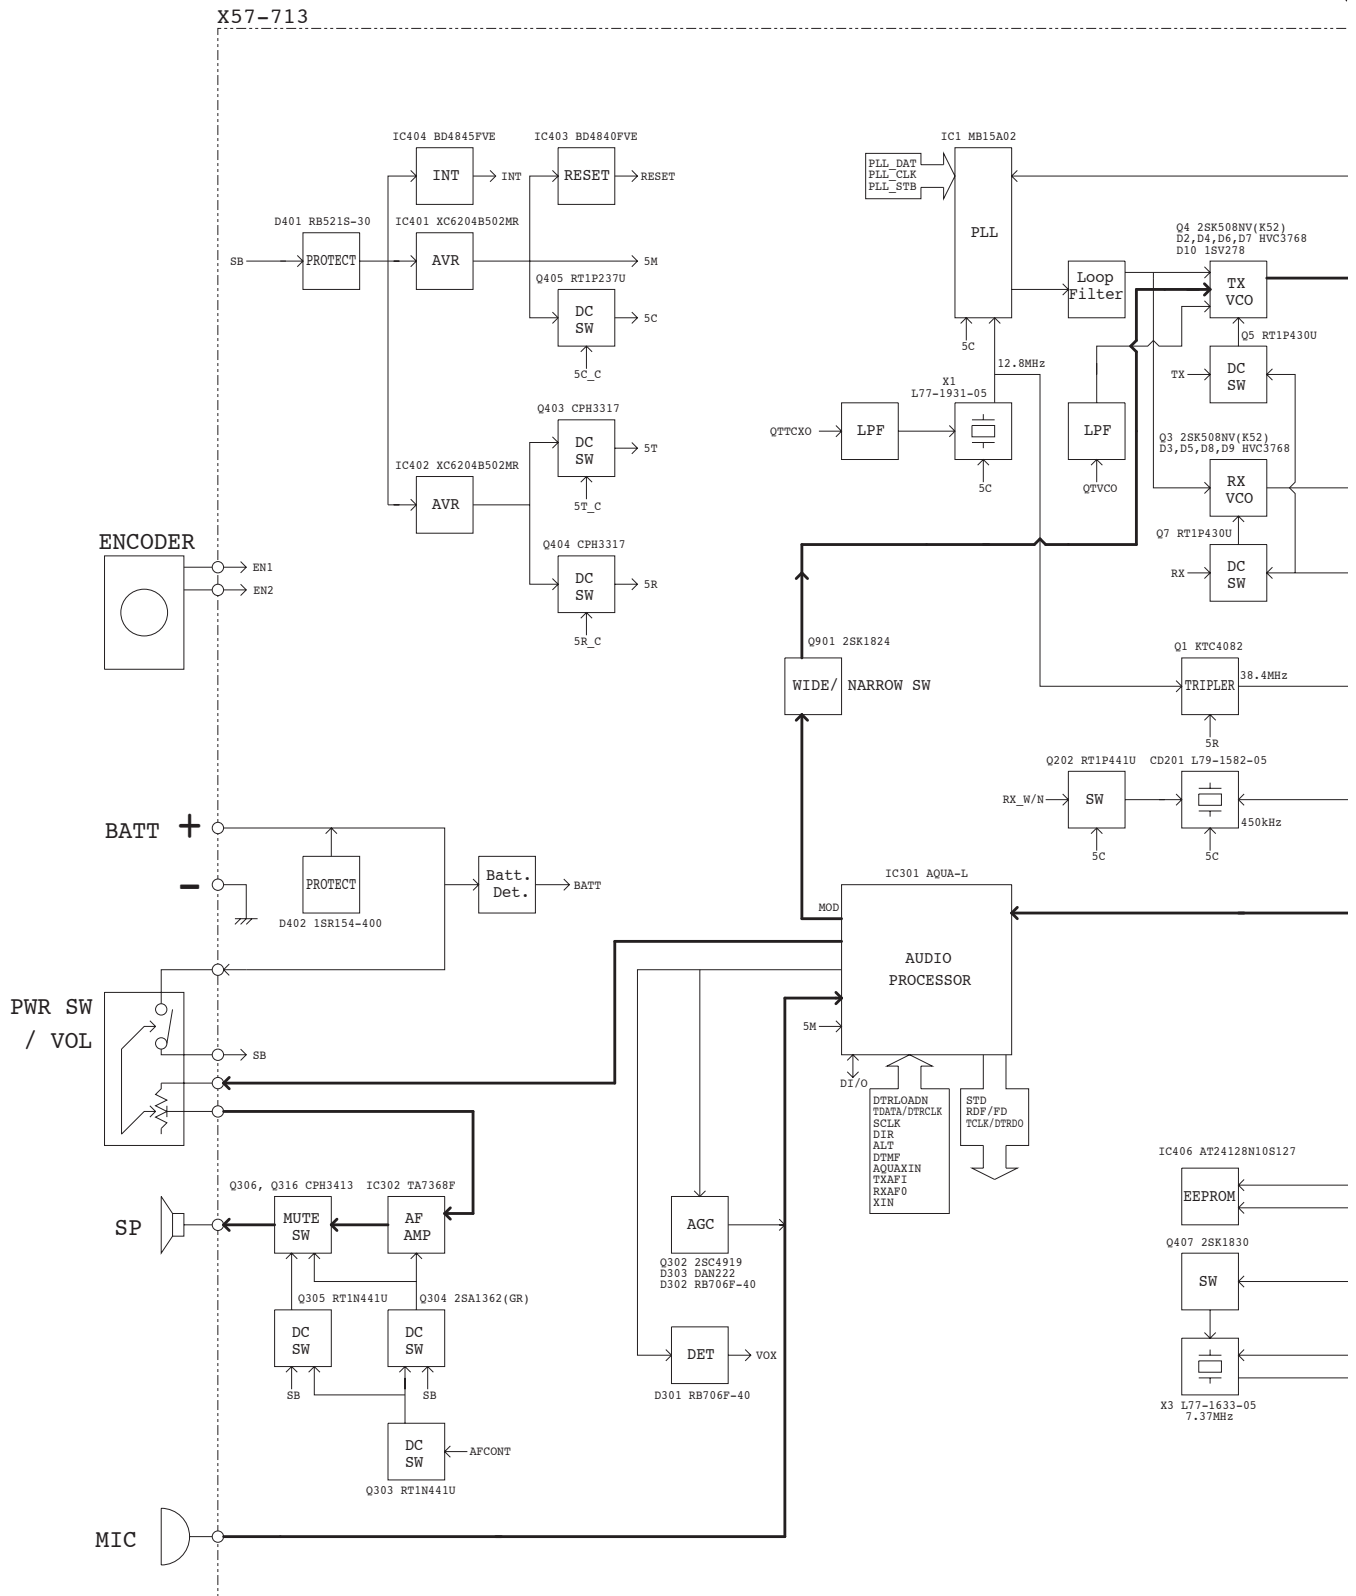 X57-713
IC404 BD4845FVE
INT
INT
IC403 BD4840FVE
RESET
RESET
D401 RB521S-30
SB
PROTECT
IC401 XC6204B502MR
AVR
5M
Q405 RT1P237U
DC
SW
5C
5C_C
Q403 CPH3317
DC
SW
5T
5T_C
IC402 XC6204B502MR
AVR
Q404 CPH3317
DC
SW
5R
5R_C
IC1 MB15A02
PLL_DAT
PLL_CLK
PLL_STB
PLL
5C
12.8MHz
Loop
Filter
Q4 2SK508NV(K52)
D2,D4,D6,D7 HVC3768
D10 1SV278
TX
VCO
Q5 RT1P430U
TX
DC
SW
X1
L77-1931-05
QTTCXO
LPF
5C
LPF
QTVCO
Q3 2SK508NV(K52)
D3,D5,D8,D9 HVC3768
RX
VCO
Q7 RT1P430U
RX
DC
SW
ENCODER
EN1
EN2
Q901 2SK1824
WIDE/ NARROW SW
Q1 KTC4082
TRIPLER
38.4MHz
5R
Q202 RT1P441U
RX_W/N
SW
5C
CD201 L79-1582-05
450kHz
5C
BATT +
-
PROTECT
D402 1SR154-400
Batt.
Det.
BATT
PWR SW
/ VOL
SB
IC301 AQUA-L
MOD
AUDIO
PROCESSOR
5M
DI/O
DTRLOADN
TDATA/DTRCLK
SCLK
DIR
ALT
DTMF
AQUAXIN
TXAFI
RXAFO
XIN
STD
RDF/FD
TCLK/DTRDO
IC406 AT24128N10S127
EEPROM
Q407 2SK1830
SW
X3 L77-1633-05
7.37MHz
SP
Q306, Q316 CPH3413
MUTE
SW
IC302 TA7368F
AF
AMP
Q305 RT1N441U
DC
SW
SB
Q304 2SA1362(GR)
DC
SW
SB
DC
SW
AFCONT
Q303 RT1N441U
AGC
Q302 2SC4919
D303 DAN222
D302 RB706F-40
DET
VOX
D301 RB706F-40
MIC